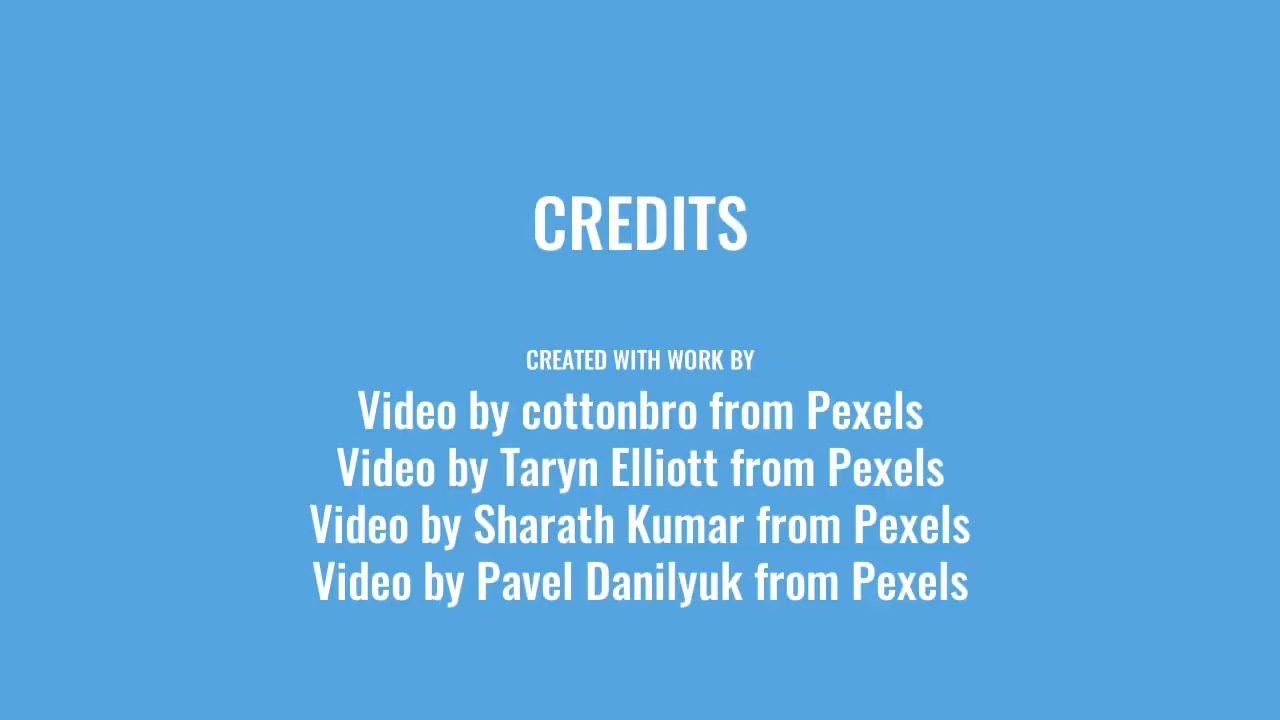 CREDITS
CREATED WITH WORK BY
Video by cottonbro from Pexels
Video by Taryn Elliott from Pexels
Video by Sharath Kumar from Pexels
Video by Pavel Danilyuk from Pexels